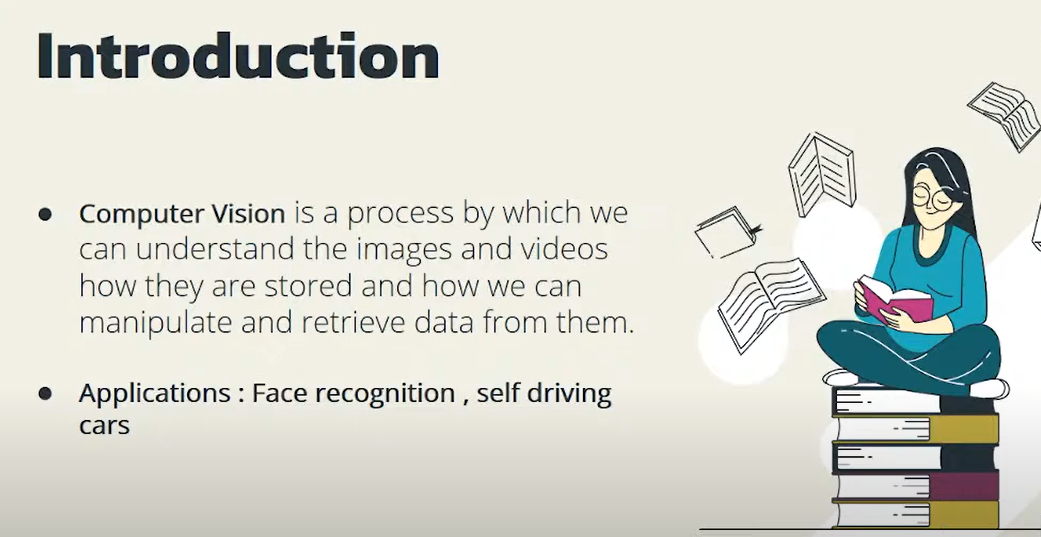 Introduction
● Computer Vision is a process by which we
can understand the images and videos
how they are stored and how we can
manipulate and retrieve data from them.
● Applications : Face recognition , self driving
cars